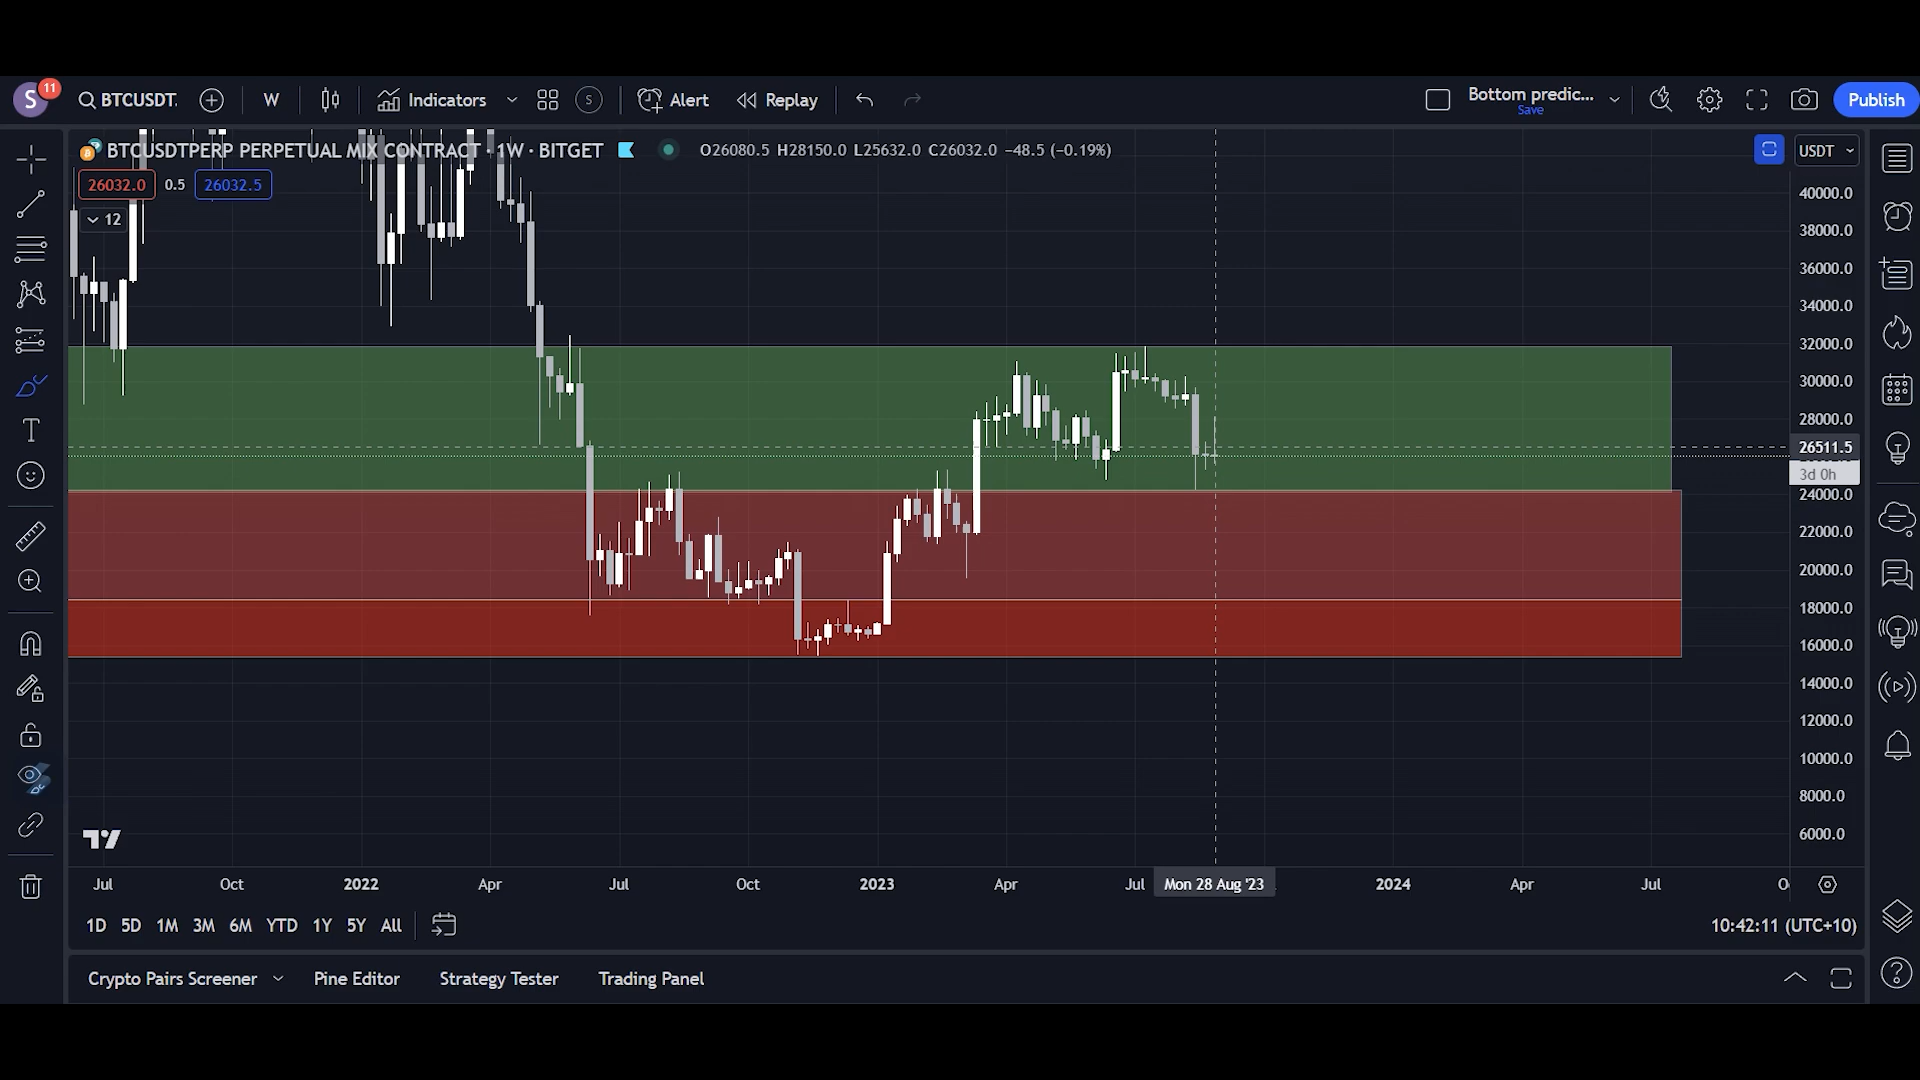 S 11 BTCUSDT. W Indicators S Alert Replay Bottom predic... Save Publish
BTCUSDTPERP PERPETUAL MIX CONTRACT · 1W · BITGET O26080.5 H28150.0 L25632.0 C26032.0 −48.5 (−0.19%) USDT
26032.0 0.5 26032.5
12
40000.0
38000.0
36000.0
34000.0
32000.0
30000.0
28000.0
26511.5
3d 0h
24000.0
22000.0
20000.0
18000.0
16000.0
14000.0
12000.0
10000.0
8000.0
6000.0
Jul Oct 2022 Apr Jul Oct 2023 Apr Jul Mon 28 Aug '23 2024 Apr Jul O
1D 5D 1M 3M 6M YTD 1Y 5Y All 10:42:11 (UTC+10)
Crypto Pairs Screener Pine Editor Strategy Tester Trading Panel